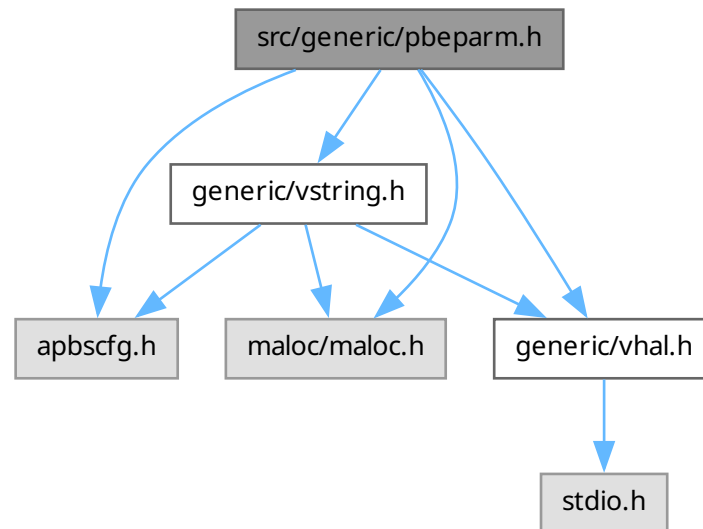 src/generic/pbeparm.h
generic/vstring.h
apbscfg.h
maloc/maloc.h
generic/vhal.h
stdio.h